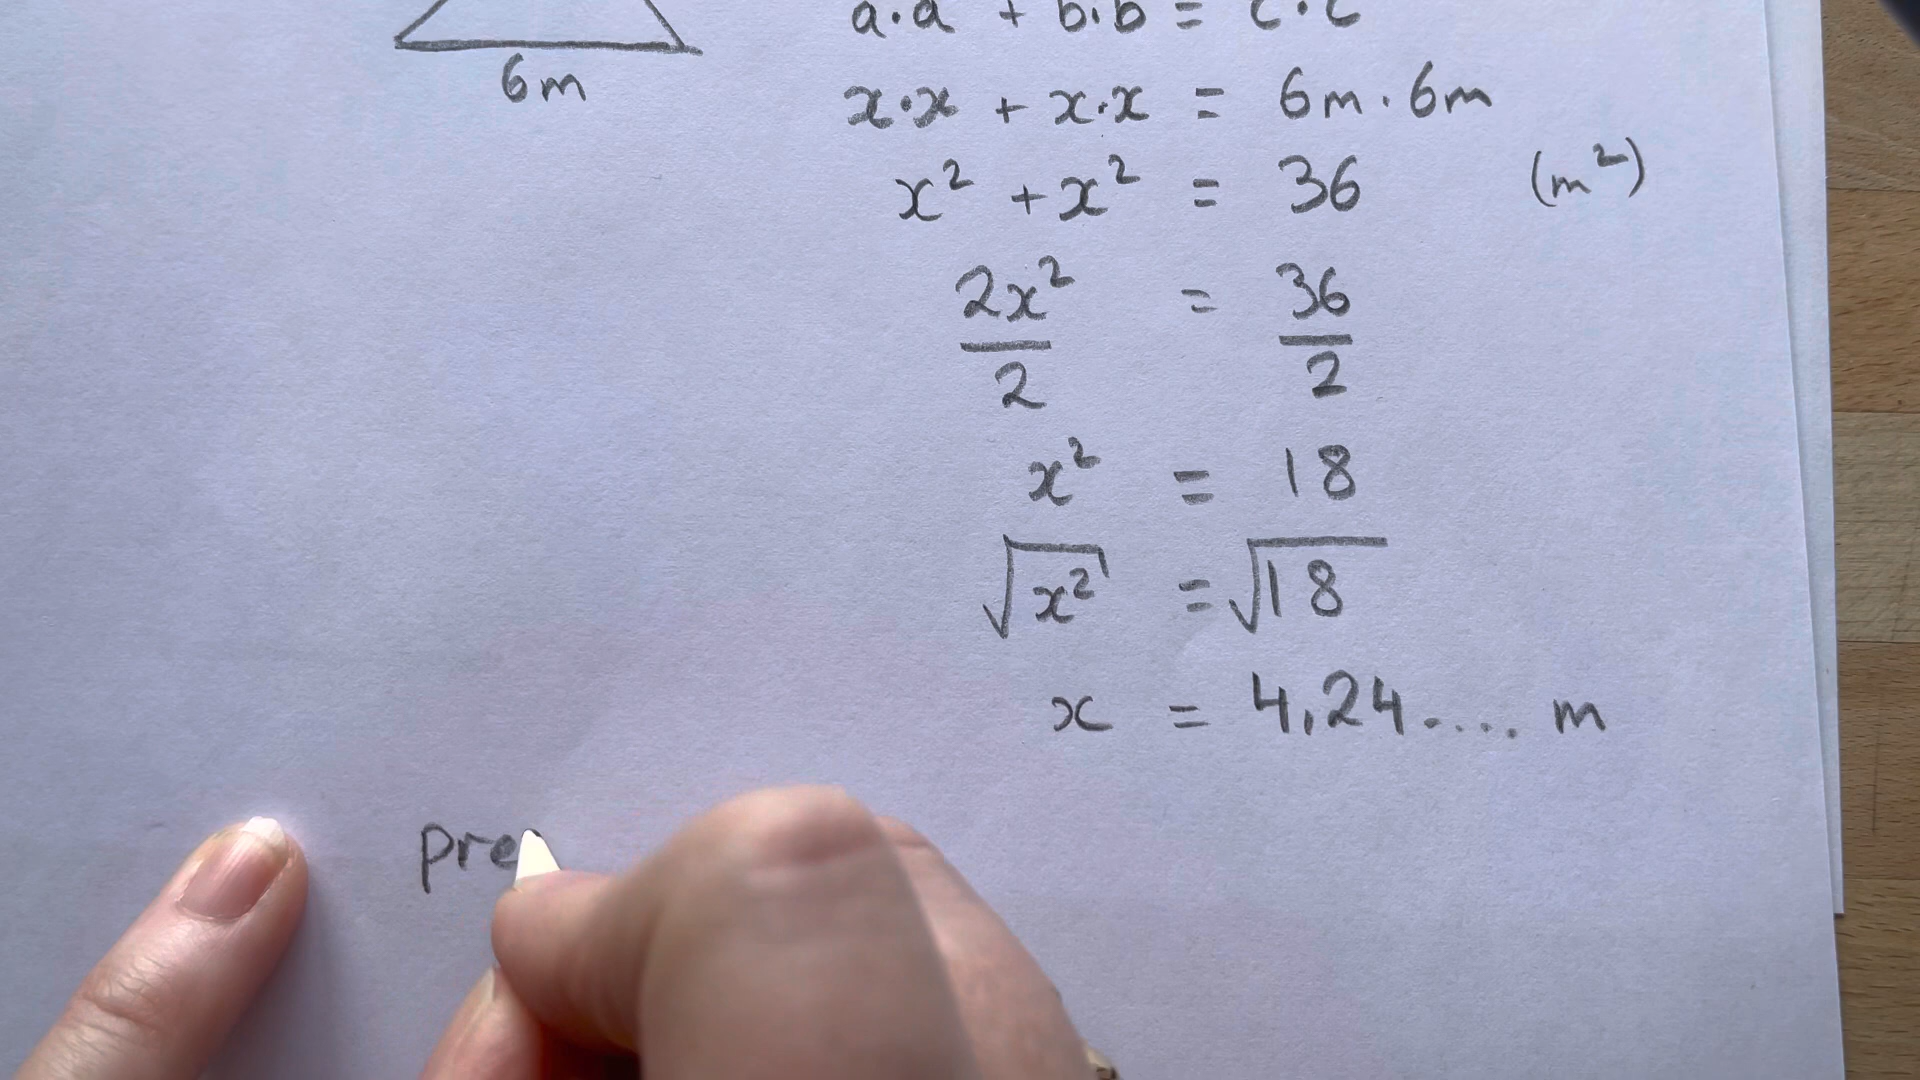 a·a + b·b = c·c
6m
x·x + x·x = 6m · 6m
x² + x² = 36 (m²)
2x²/2 = 36/2
x² = 18
√x² = √18
x = 4,24.... m
pre